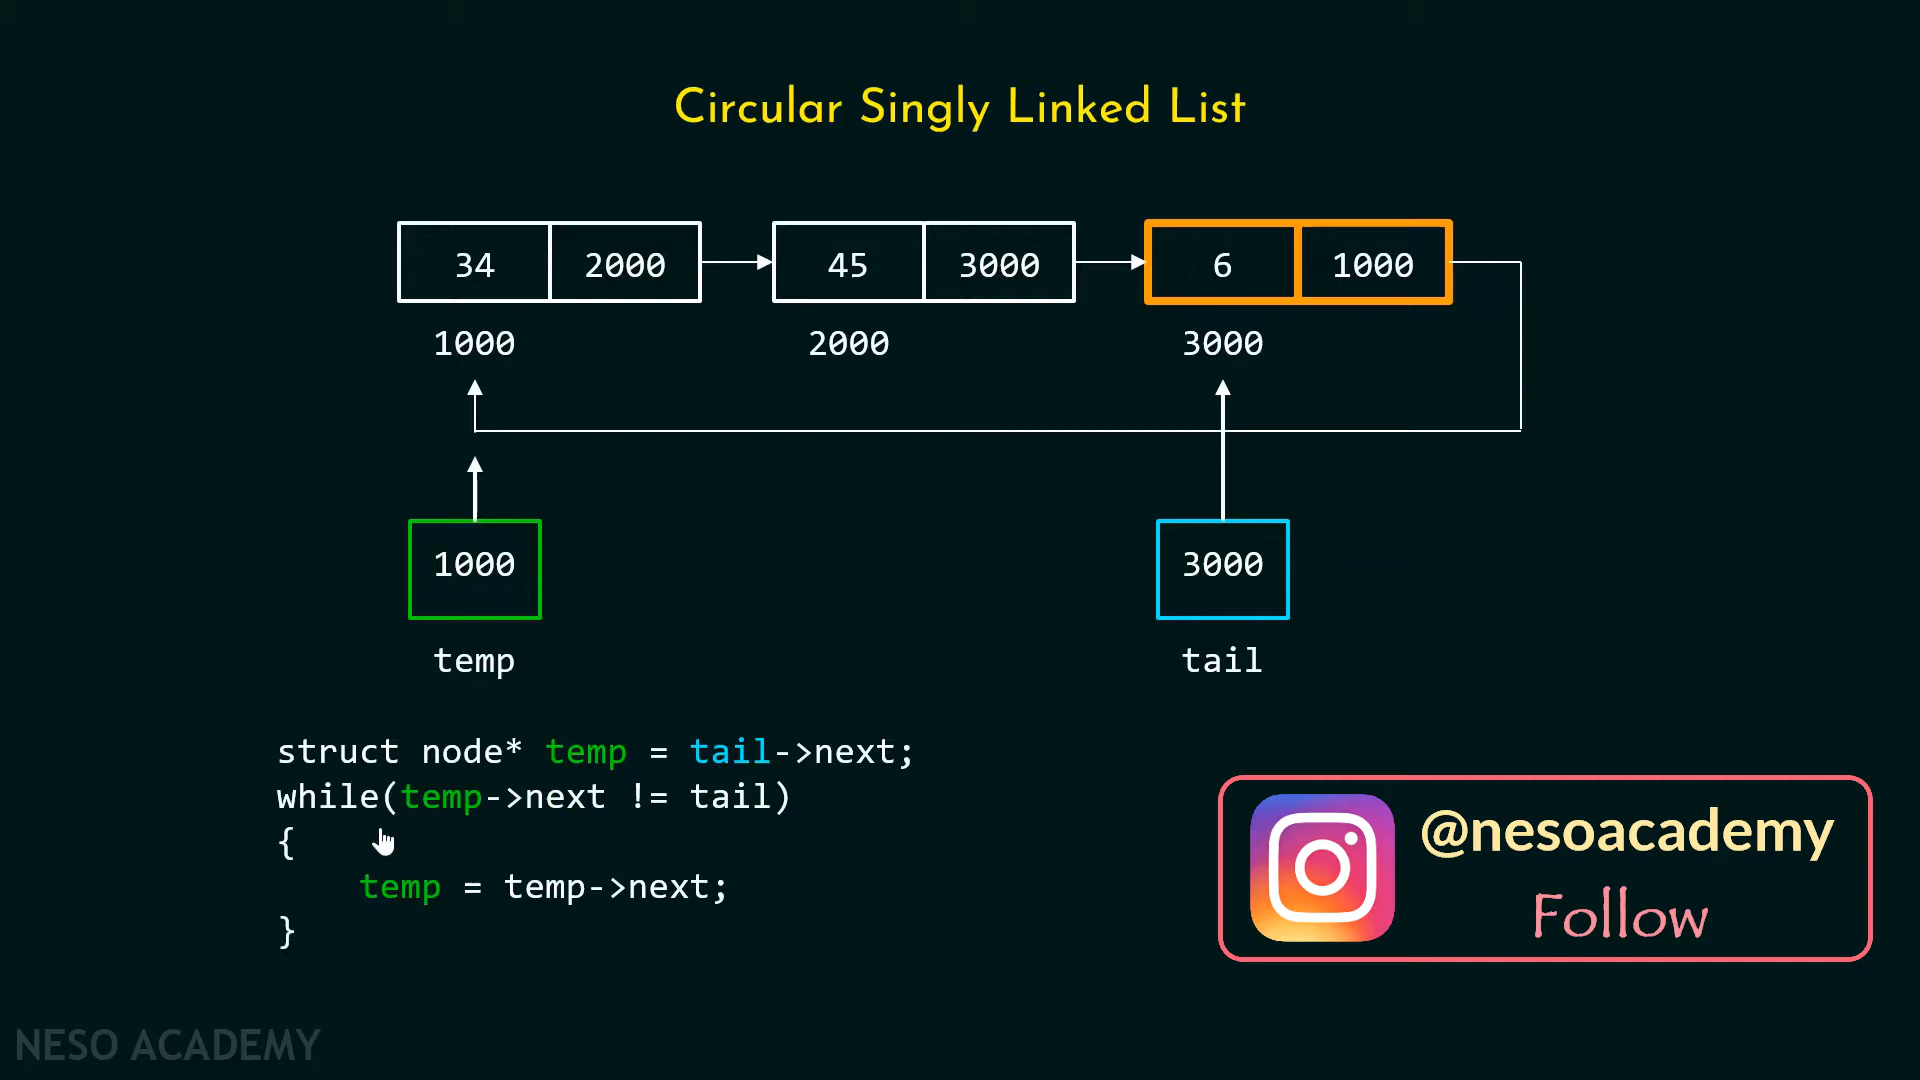 Circular Singly Linked List
34 2000 45 3000 6 1000
1000 2000 3000
1000 3000
temp tail
struct node* temp = tail->next;
while(temp->next != tail)
{
    temp = temp->next;
}
@nesoacademy
Follow
NESO ACADEMY